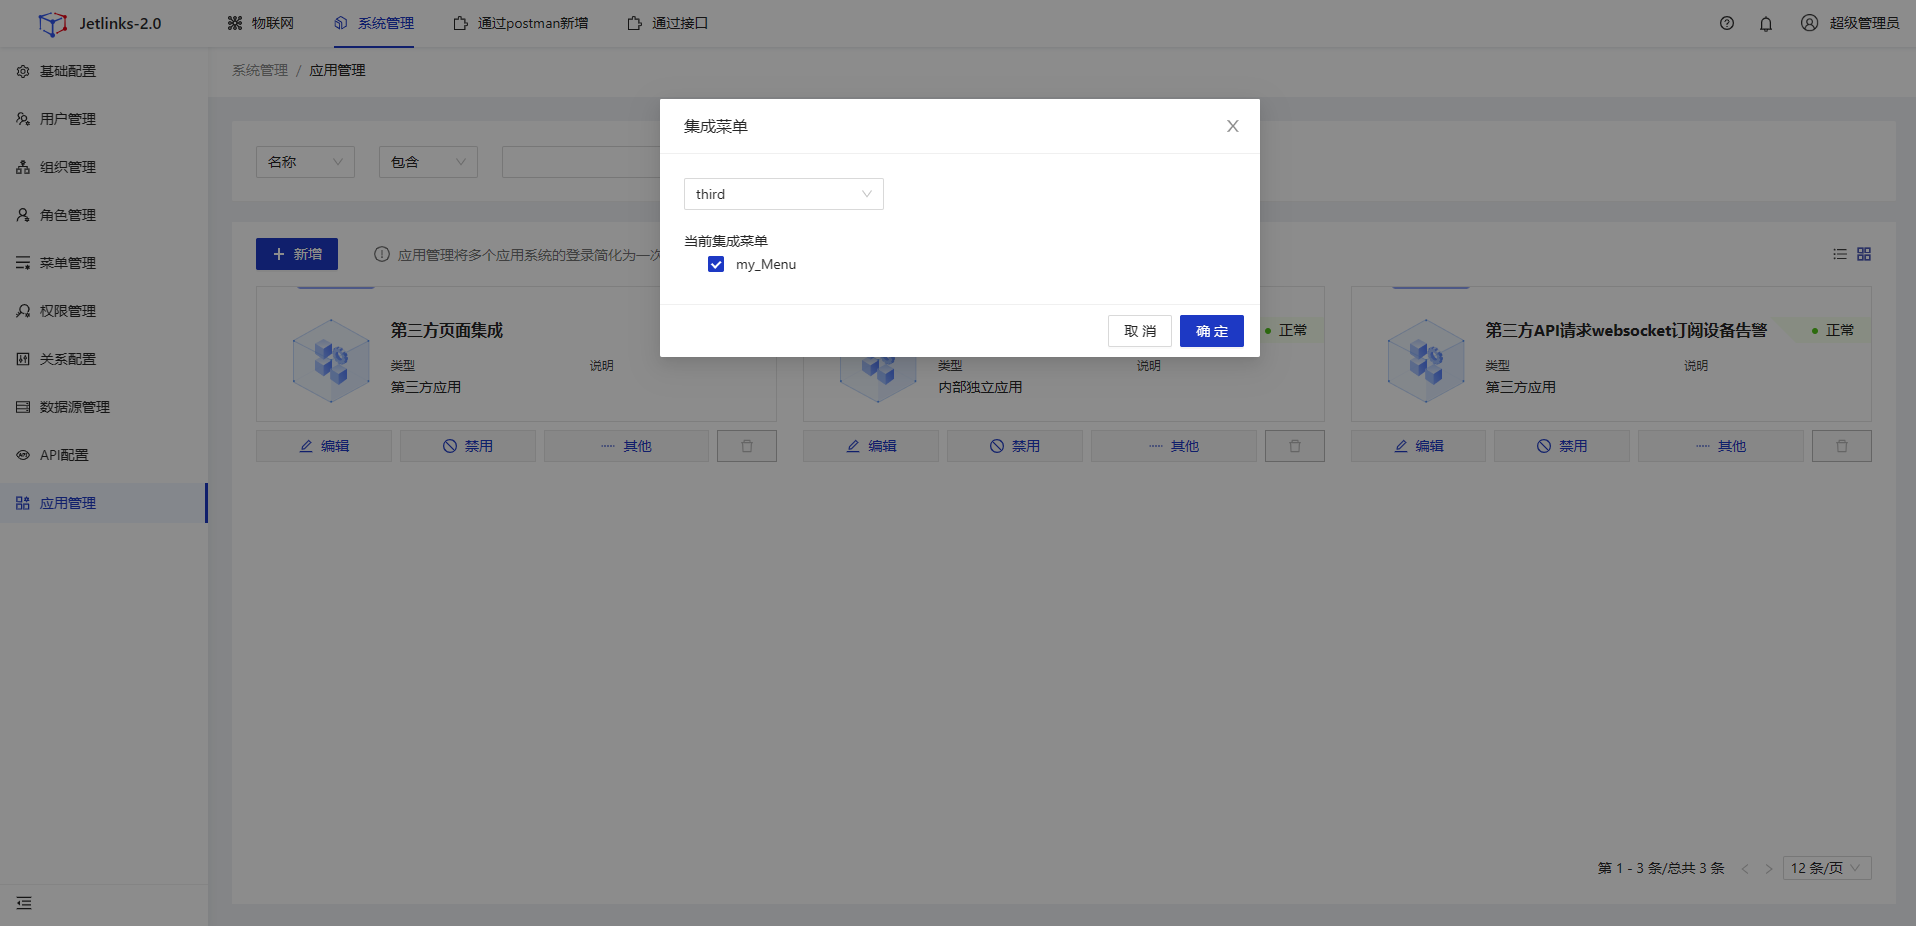 Jetlinks-2.0
物联网
系统管理
通过postman新增
通过接口
超级管理员
基础配置
用户管理
组织管理
角色管理
菜单管理
权限管理
关系配置
数据源管理
API配置
应用管理
系统管理 / 应用管理
名称
包含
集成菜单
third
当前集成菜单
my_Menu
取 消
确 定
新增
应用管理将多个应用系统的登录简化为一次
第三方页面集成
类型
说明
第三方应用
编辑
禁用
其他
正常
类型
说明
内部独立应用
编辑
禁用
其他
第三方API请求websocket订阅设备告警
正常
类型
说明
第三方应用
编辑
禁用
其他
第 1 - 3 条/总共 3 条
12 条/页